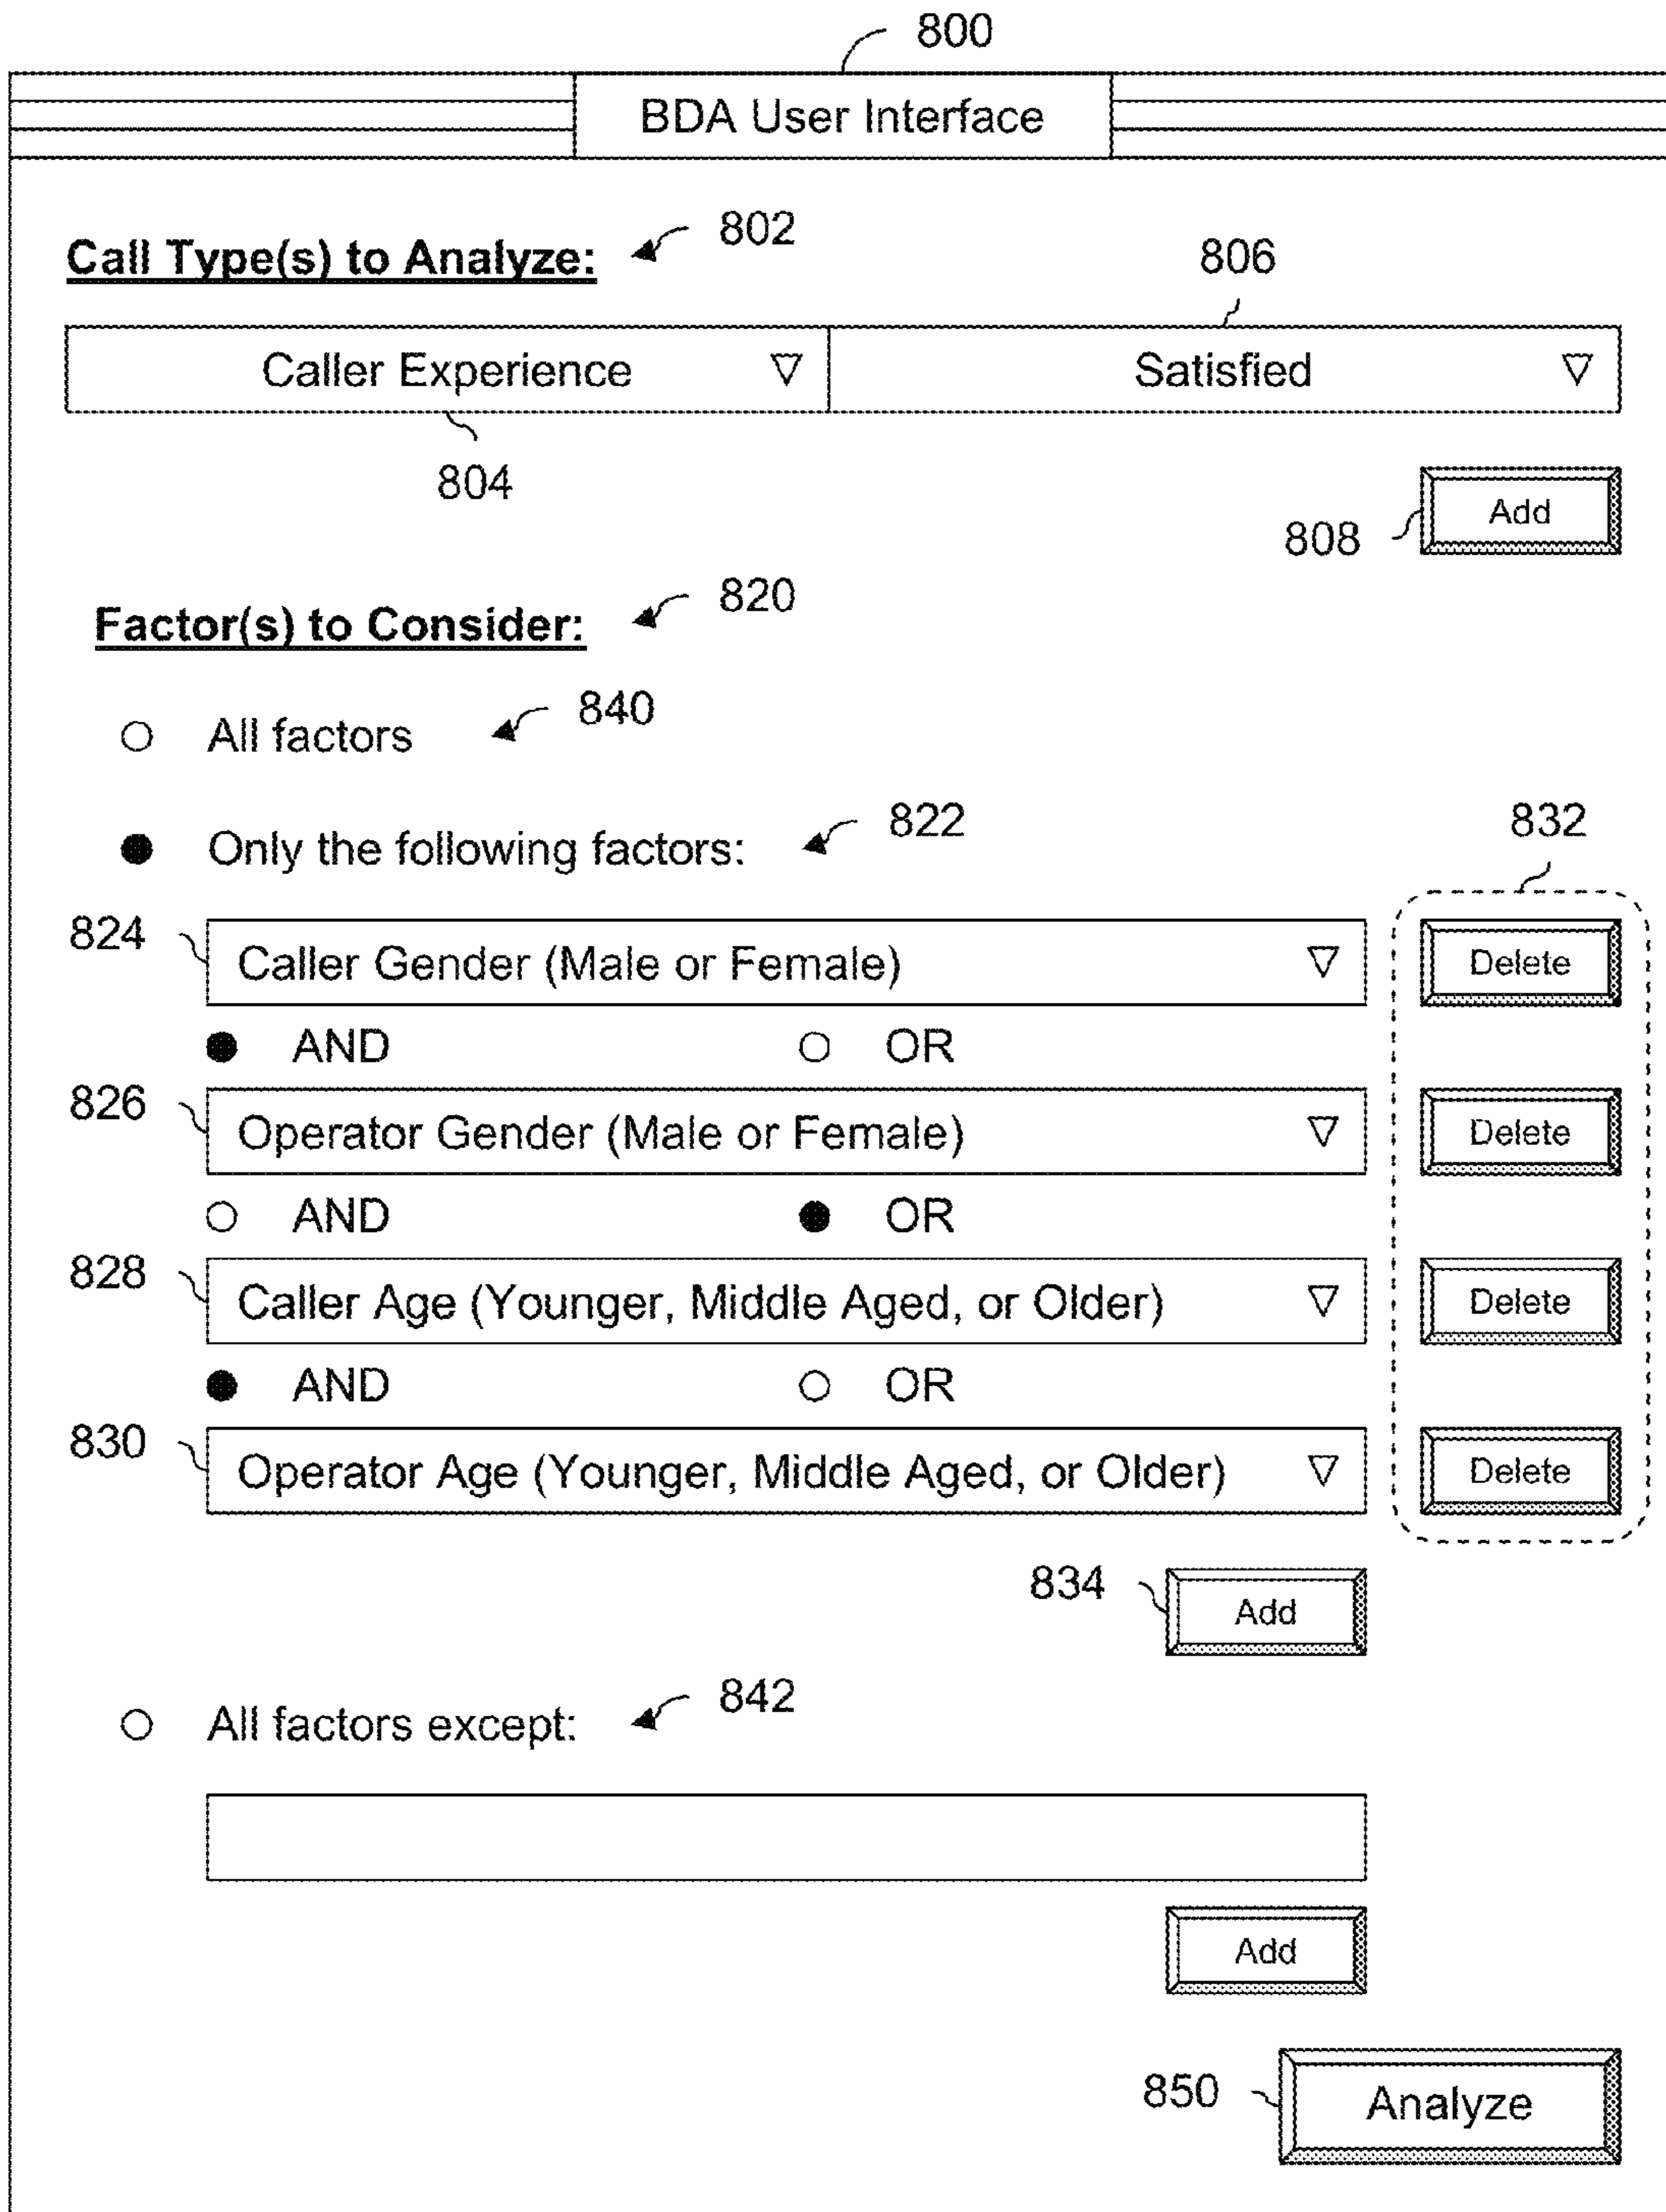 800
BDA User Interface
Call Type(s) to Analyze: 802
806
Caller Experience Satisfied
804
808 Add
Factor(s) to Consider: 820
All factors 840
Only the following factors: 822 832
824 Caller Gender (Male or Female) Delete
AND OR
826 Operator Gender (Male or Female) Delete
AND OR
828 Caller Age (Younger, Middle Aged, or Older) Delete
AND OR
830 Operator Age (Younger, Middle Aged, or Older) Delete
834 Add
All factors except: 842
Add
850 Analyze